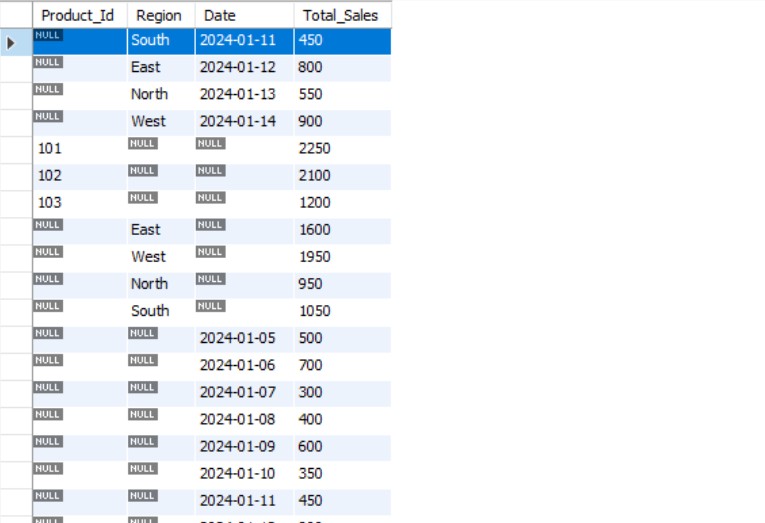 Product_Id Region Date Total_Sales
NULL South 2024-01-11 450
NULL East 2024-01-12 800
NULL North 2024-01-13 550
NULL West 2024-01-14 900
101 NULL NULL 2250
102 NULL NULL 2100
103 NULL NULL 1200
NULL East NULL 1600
NULL West NULL 1950
NULL North NULL 950
NULL South NULL 1050
NULL NULL 2024-01-05 500
NULL NULL 2024-01-06 700
NULL NULL 2024-01-07 300
NULL NULL 2024-01-08 400
NULL NULL 2024-01-09 600
NULL NULL 2024-01-10 350
NULL NULL 2024-01-11 450